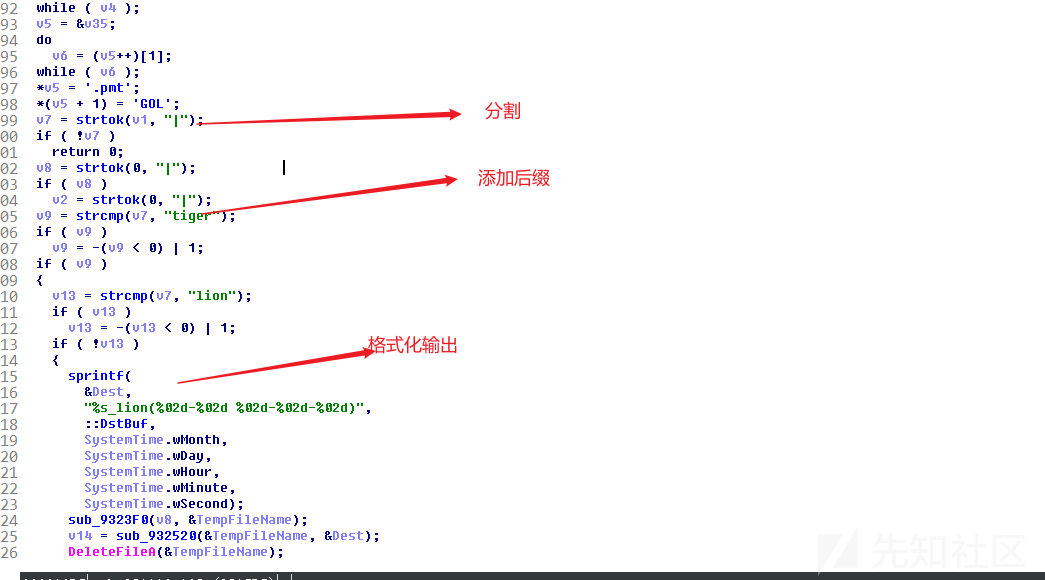 92 while ( v4 );
93 v5 = &v35;
94 do
95 v6 = (v5++)[1];
96 while ( v6 );
97 *v5 = '.pmt';
98 *(v5 + 1) = 'GOL';
99 v7 = strtok(v1, "|");
分割
00 if ( !v7 )
01 return 0;
02 v8 = strtok(0, "|");
03 if ( v8 )
添加后缀
04 v2 = strtok(0, "|");
05 v9 = strcmp(v7, "tiger");
06 if ( v9 )
07 v9 = -(v9 < 0) | 1;
08 if ( v9 )
09 {
10 v13 = strcmp(v7, "lion");
11 if ( v13 )
12 v13 = -(v13 < 0) | 1;
13 if ( !v13 )
格式化输出
14 {
15 sprintf(
16 &Dest,
17 "%s_lion(%02d-%02d %02d-%02d-%02d)",
18 ::DstBuf,
19 SystemTime.wMonth,
20 SystemTime.wDay,
21 SystemTime.wHour,
22 SystemTime.wMinute,
23 SystemTime.wSecond);
24 sub_9323F0(v8, &TempFileName);
25 v14 = sub_932520(&TempFileName, &Dest);
26 DeleteFileA(&TempFileName);
先知社区